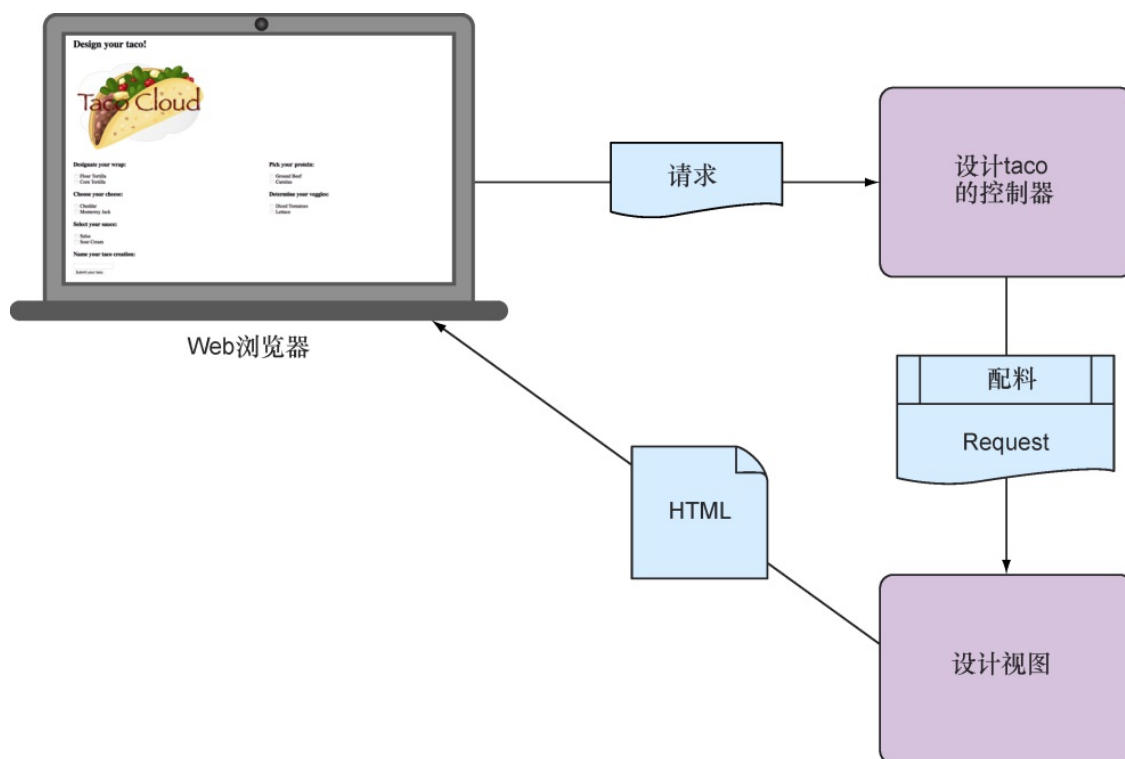 Design your taco!
Taco Cloud
Designate your wrap:
Flour Tortilla
Corn Tortilla
Pick your protein:
Ground Beef
Carnitas
Choose your cheese:
Cheddar
Monterrey Jack
Determine your veggies:
Diced Tomatoes
Lettuce
Select your sauce:
Salsa
Sour Cream
Name your taco creation:
Submit your taco
Web浏览器
请求
设计taco
的控制器
配料
Request
HTML
设计视图